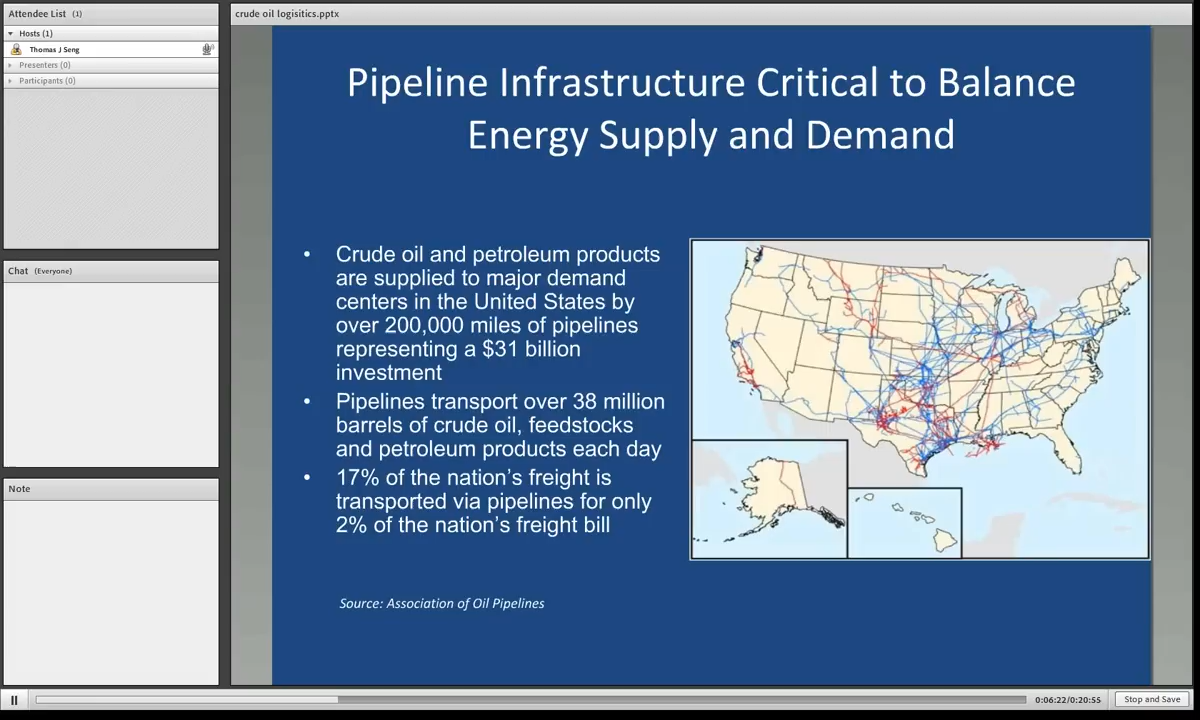 Attendee List (1)
Hosts (1)
Thomas J Seng
Presenters (0)
Participants (0)
Chat (Everyone)
Note
crude oil logisitics.pptx
Pipeline Infrastructure Critical to Balance
Energy Supply and Demand
• Crude oil and petroleum products
are supplied to major demand
centers in the United States by
over 200,000 miles of pipelines
representing a $31 billion
investment
• Pipelines transport over 38 million
barrels of crude oil, feedstocks
and petroleum products each day
• 17% of the nation’s freight is
transported via pipelines for only
2% of the nation’s freight bill
Source: Association of Oil Pipelines
0:06:22/0:20:55
Stop and Save